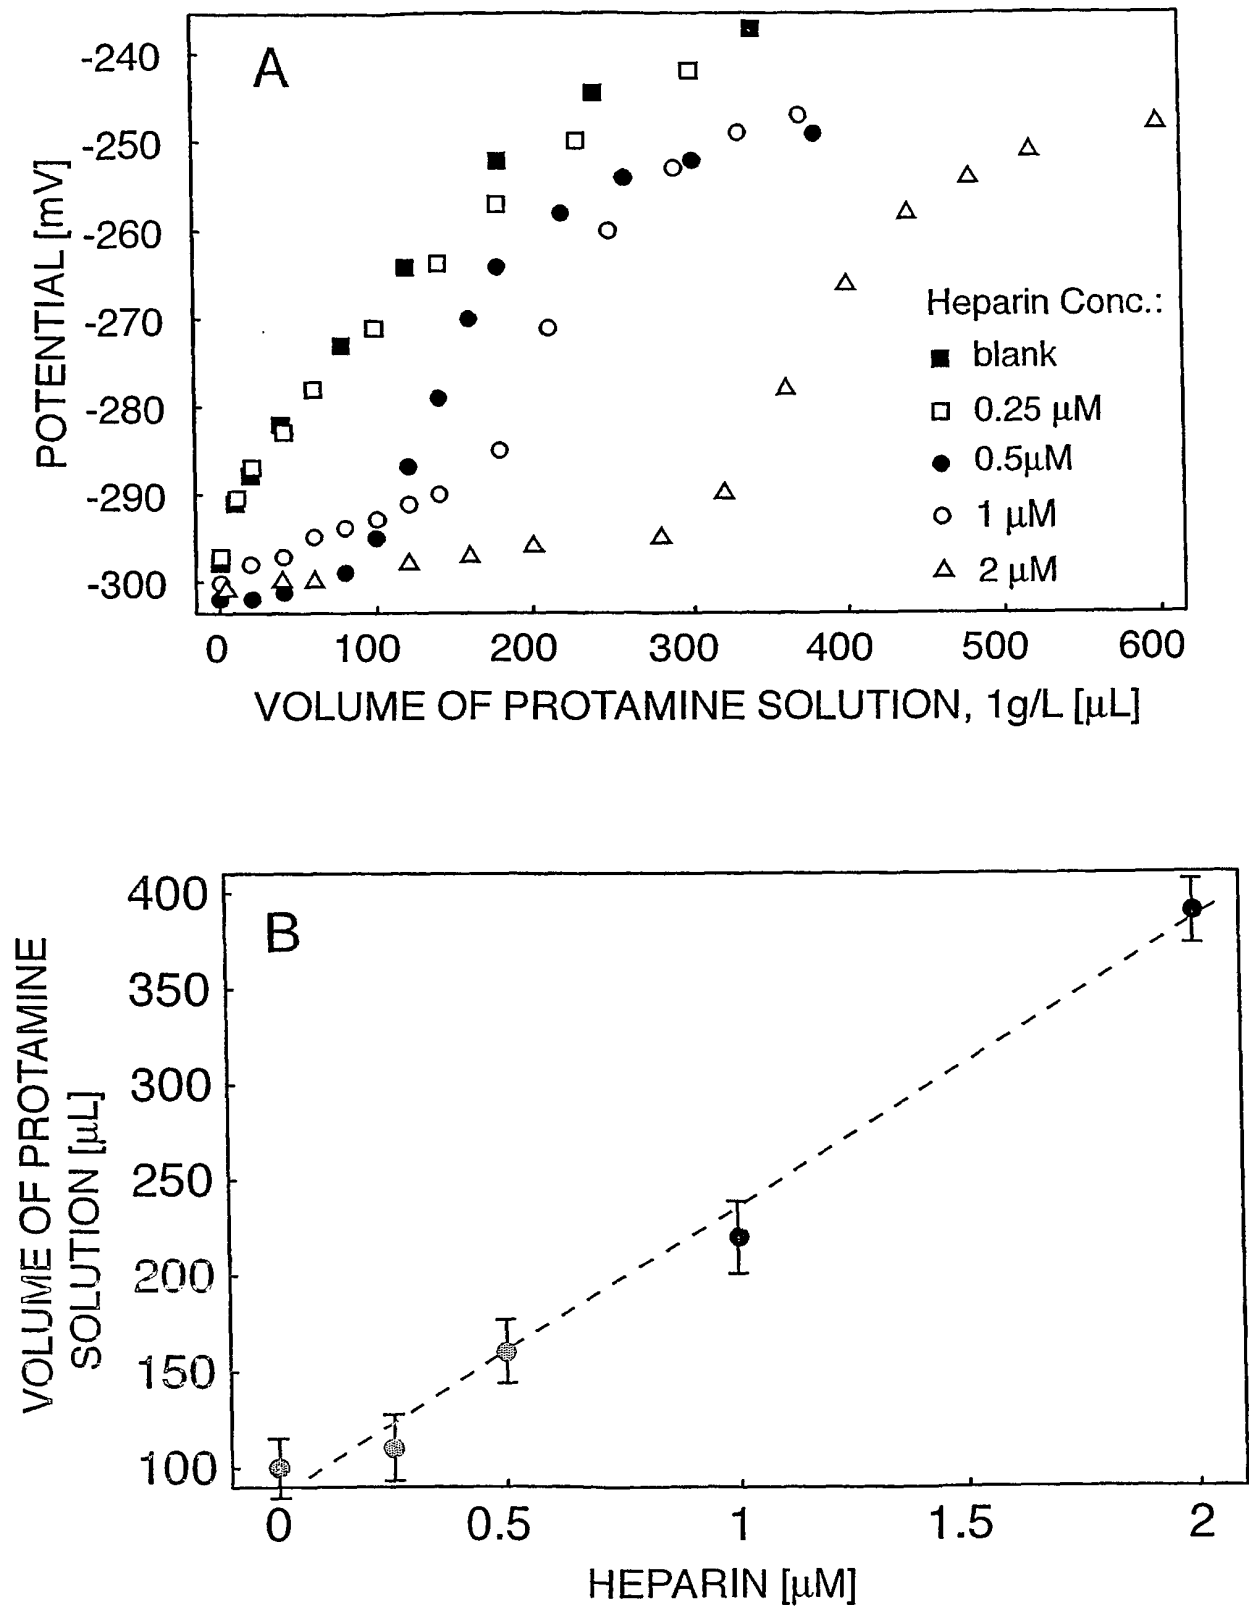 A
-240
-250
-260
-270
-280
-290
-300
POTENTIAL [mV]
Heparin Conc.:
blank
0.25 μM
0.5μM
1 μM
2 μM
0 100 200 300 400 500 600
VOLUME OF PROTAMINE SOLUTION, 1g/L [μL]
B
400
350
300
250
200
150
100
VOLUME OF PROTAMINE
SOLUTION [μL]
0 0.5 1 1.5 2
HEPARIN [μM]